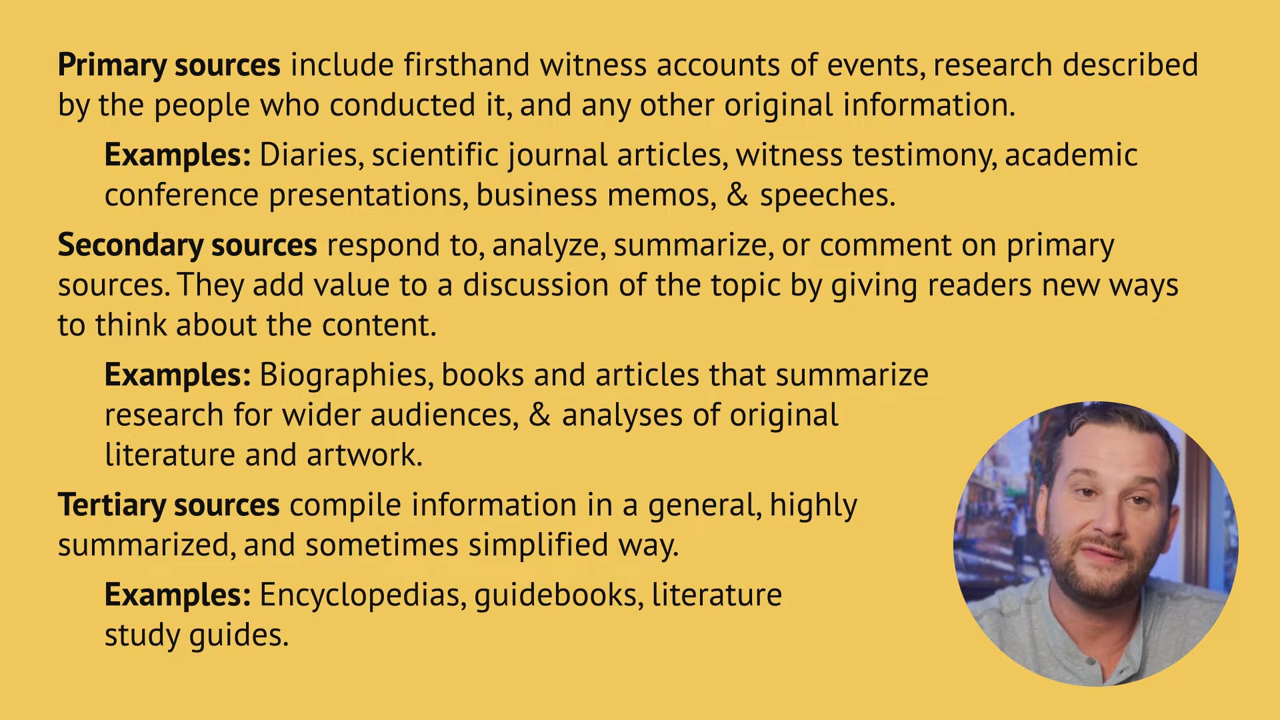 Primary sources include firsthand witness accounts of events, research described
by the people who conducted it, and any other original information.
Examples: Diaries, scientific journal articles, witness testimony, academic
conference presentations, business memos, & speeches.
Secondary sources respond to, analyze, summarize, or comment on primary
sources. They add value to a discussion of the topic by giving readers new ways
to think about the content.
Examples: Biographies, books and articles that summarize
research for wider audiences, & analyses of original
literature and artwork.
Tertiary sources compile information in a general, highly
summarized, and sometimes simplified way.
Examples: Encyclopedias, guidebooks, literature
study guides.